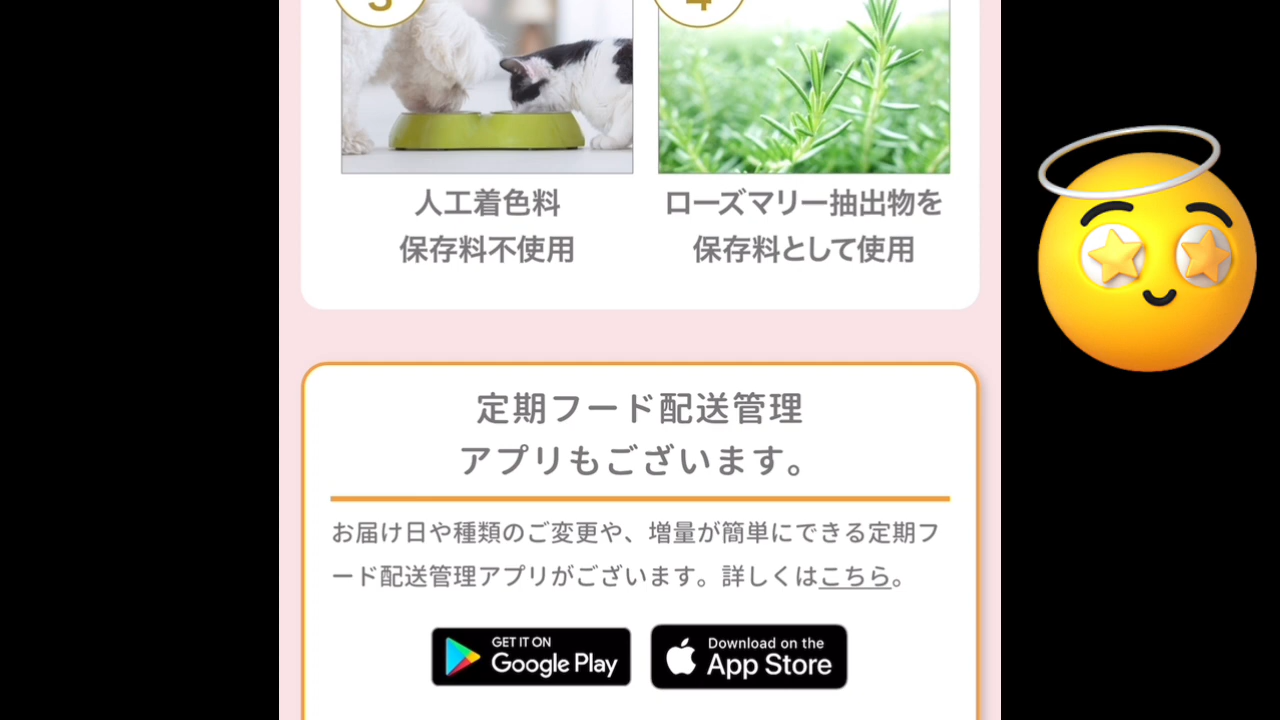 3
4
人工着色料
保存料不使用
ローズマリー抽出物を
保存料として使用
定期フード配送管理
アプリもございます。
お届け日や種類のご変更や、増量が簡単にできる定期フ
ード配送管理アプリがございます。詳しくはこちら。
GET IT ON
Google Play
Download on the
App Store